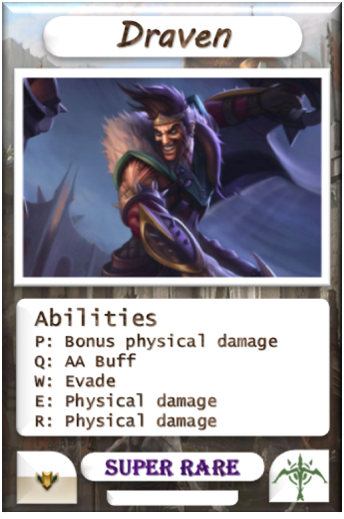 Draven
Abilities
P: Bonus physical damage
Q: AA Buff
W: Evade
E: Physical damage
R: Physical damage
SUPER RARE